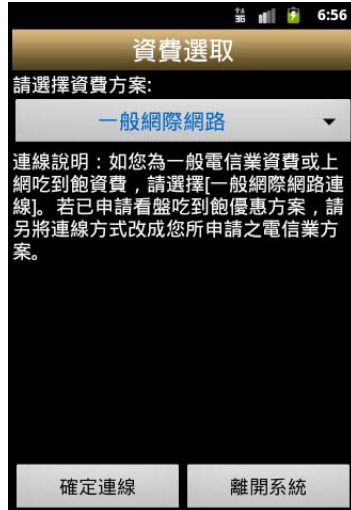 3G 6:56
資費選取
請選擇資費方案:
一般網際網路
連線說明：如您為一般電信業資費或上
網吃到飽資費，請選擇[一般網際網路連
線]。若已申請看盤吃到飽優惠方案，請
另將連線方式改成您所申請之電信業方
案。
確定連線 離開系統